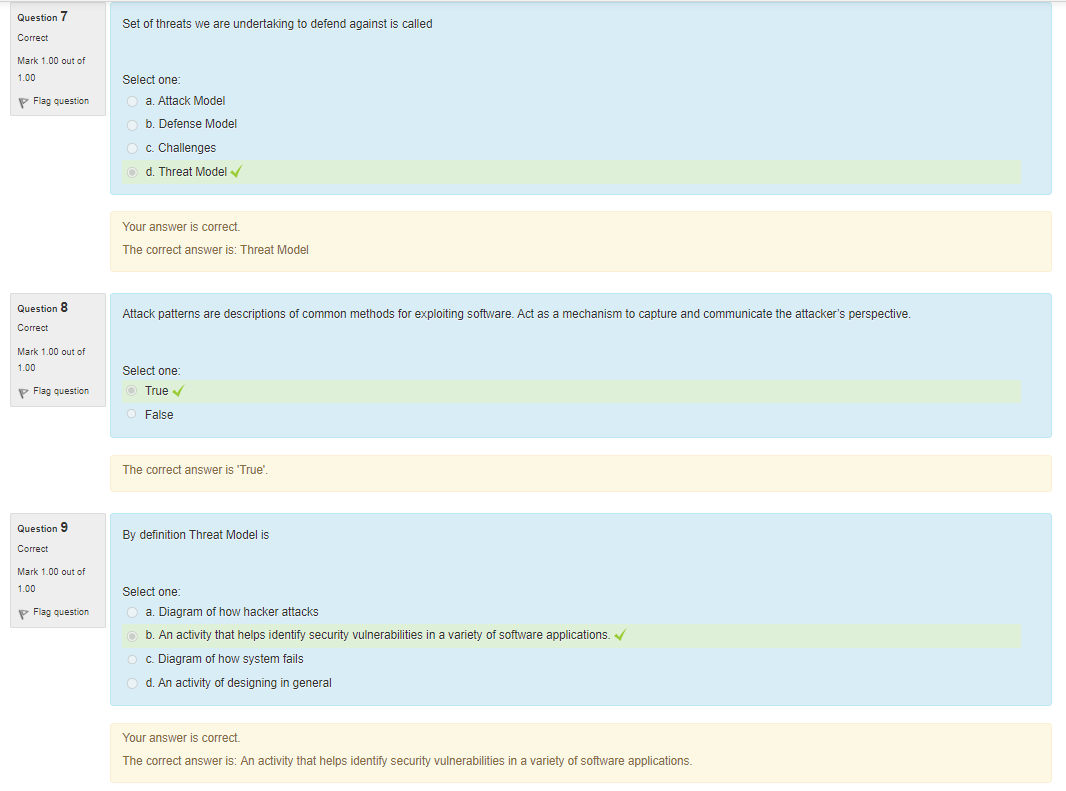 Question 7
Correct
Mark 1.00 out of
1.00
Flag question
Set of threats we are undertaking to defend against is called
Select one:
a. Attack Model
b. Defense Model
c. Challenges
d. Threat Model
Your answer is correct.
The correct answer is: Threat Model
Question 8
Correct
Mark 1.00 out of
1.00
Flag question
Attack patterns are descriptions of common methods for exploiting software. Act as a mechanism to capture and communicate the attacker's perspective.
Select one:
True
False
The correct answer is 'True'.
Question 9
Correct
Mark 1.00 out of
1.00
Flag question
By definition Threat Model is
Select one:
a. Diagram of how hacker attacks
b. An activity that helps identify security vulnerabilities in a variety of software applications.
c. Diagram of how system fails
d. An activity of designing in general
Your answer is correct.
The correct answer is: An activity that helps identify security vulnerabilities in a variety of software applications.